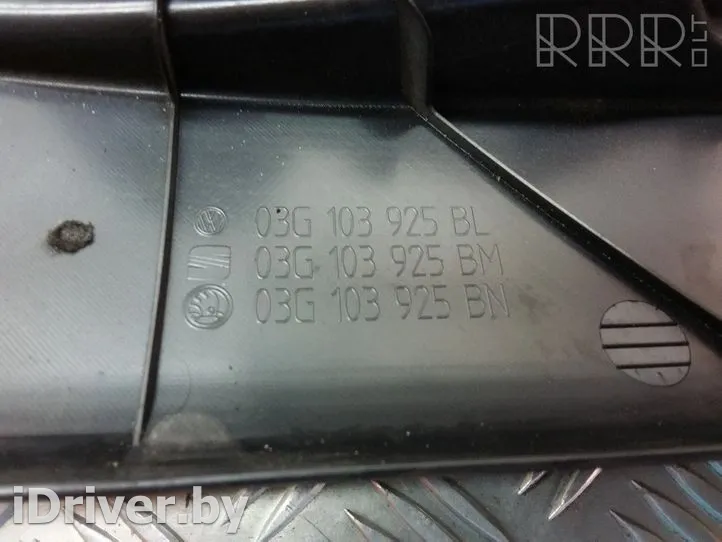 RRR.LT
03G 103 925 BL
03G 103 925 BM
03G 103 925 BN
iDriver.by